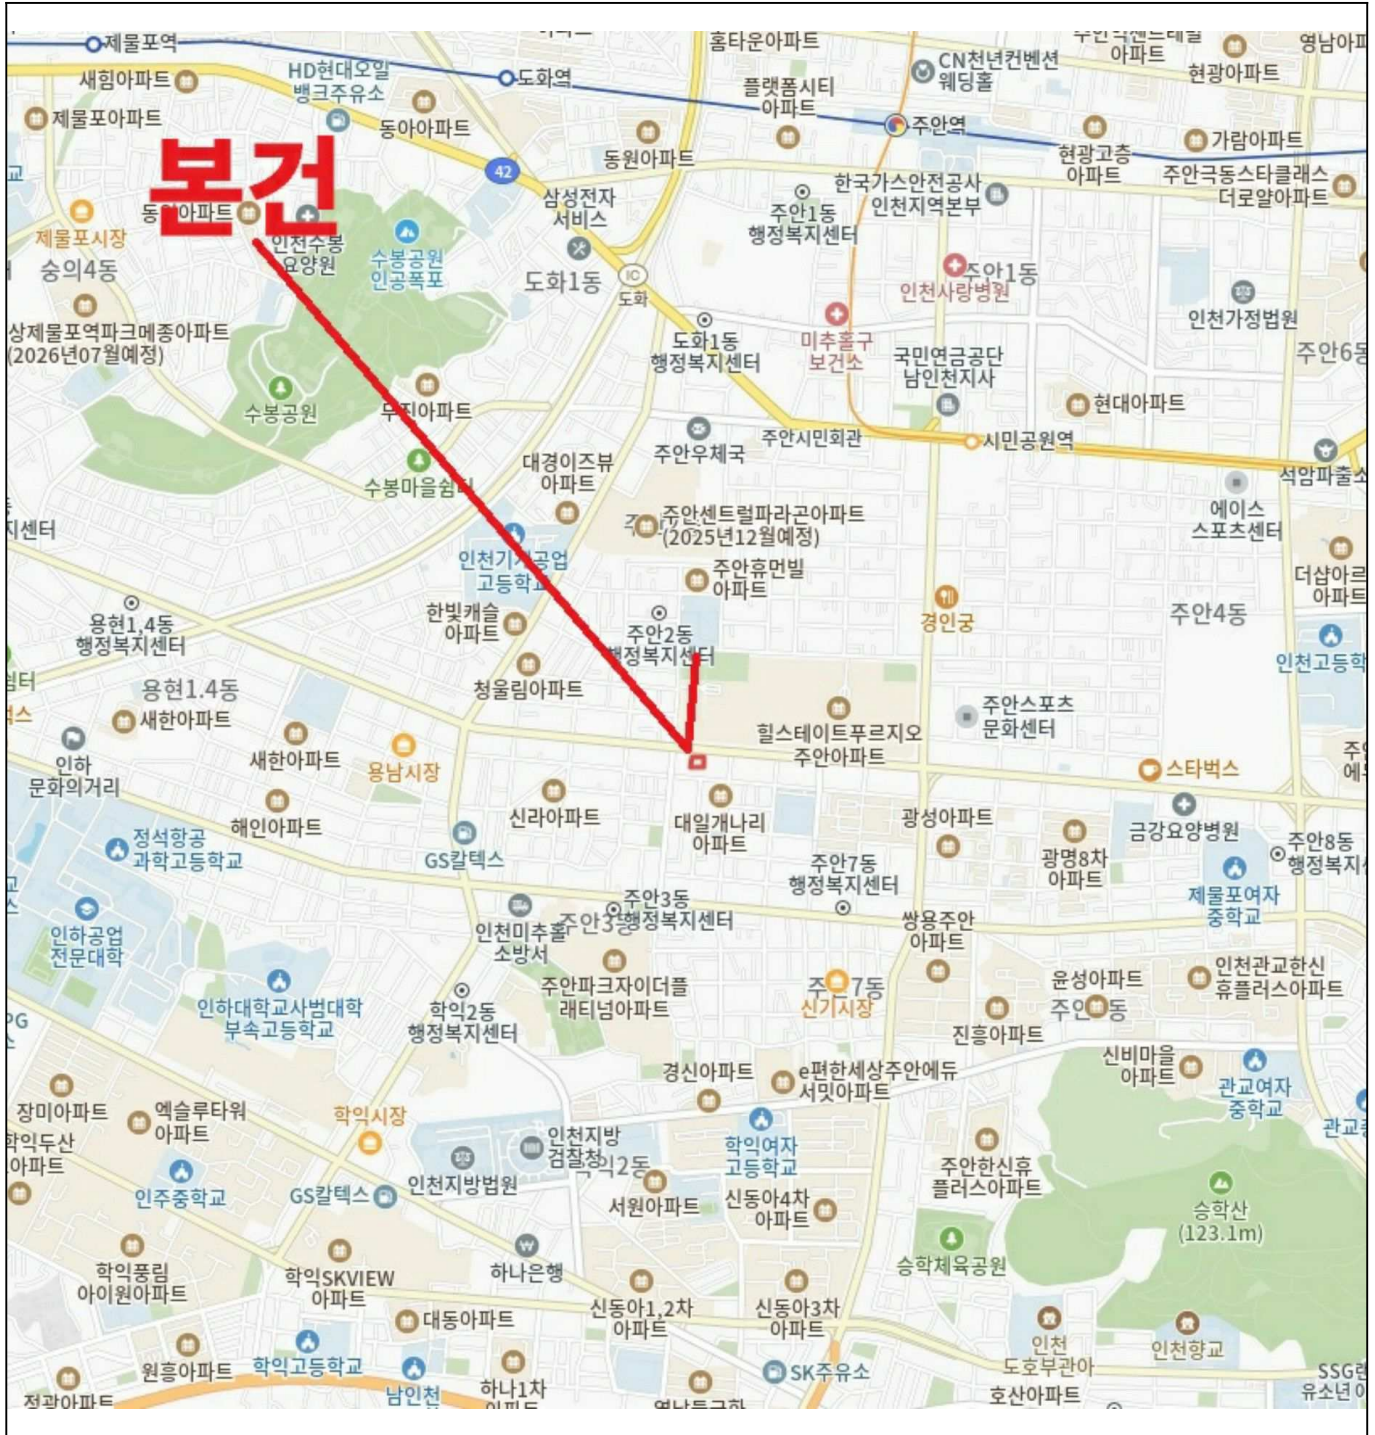 제물포역
홈타운아파트
아파트
영남아파
새힘아파트
HD현대오일
뱅크주유소
도화역
CN천년컨벤션
웨딩홀
현광아파트
플랫폼시티
아파트
제물포아파트
동아아파트
주안역
가람아파트
동원아파트
현광고층
아파트
42
본건
삼성전자
서비스
한국가스안전공사
인천지역본부
주안극동스타클래스
더로얄아파트
주안1동
행정복지센터
제물포시장
인천수봉
요양원
수봉공원
인공폭포
숭의4동
도화1동
IC
도화
주안1동
인천사랑병원
인천가정법원
상제물포역파크메종아파트
(2026년07월예정)
도화1동
행정복지센터
미추홀구
보건소
국민연금공단
남인천지사
주안6동
수봉공원
무진아파트
현대아파트
주안우체국
주안시민회관
시민공원역
수봉마을쉼터
대경이즈뷰
아파트
석암파출소
지센터
주안센트럴파라곤아파트
(2025년12월예정)
에이스
스포츠센터
인천기계공업
고등학교
주안휴먼빌
아파트
더샵아르
아파트
용현1,4동
행정복지센터
한빛캐슬
아파트
주안2동
행정복지센터
경인궁
주안4동
인천고등학
쉼터
용현1.4동
청울림아파트
새한아파트
주안스포츠
문화센터
힐스테이트푸르지오
주안아파트
인하
문화의거리
새한아파트
용남시장
스타벅스
신라아파트
대일개나리
아파트
광성아파트
금강요양병원
해인아파트
정석항공
과학고등학교
GS칼텍스
주안7동
행정복지센터
광명8차
아파트
주안8동
행정복지
제물포여자
중학교
인하공업
전문대학
인천미추홀
소방서
주안3동
주안3동
행정복지센터
쌍용주안
아파트
주안파크자이더플
래티넘아파트
주안7동
신기시장
윤성아파트
인천관교한신
휴플러스아파트
인하대학교사범대학
부속고등학교
학익2동
행정복지센터
진흥아파트
PG
경신아파트
e편한세상주안에듀
서밋아파트
신비마을
아파트
관교여자
중학교
장미아파트
엑슬루타워
아파트
학익시장
학익두산
아파트
인천지방
검찰청
학익2동
학익여자
고등학교
관교중
인주중학교
GS칼텍스
인천지방법원
서원아파트
신동아4차
아파트
주안한신휴
플러스아파트
승학산
(123.1m)
학익풍림
아이원아파트
학익SKVIEW
아파트
하나은행
승학체육공원
대동아파트
신동아1,2차
아파트
신동아3차
아파트
인천
도호부관아
인천향교
원흥아파트
학익고등학교
남인천
하나1차
아파트
SK주유소
호산아파트
SSG랜
유소년야
정광아파트